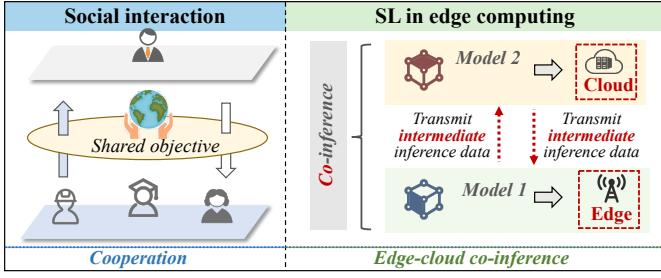 Social interaction
Shared objective
Cooperation
SL in edge computing
Co-inference
Model 2
Cloud
Transmit
intermediate
inference data
Transmit
intermediate
inference data
Model 1
Edge
Edge-cloud co-inference